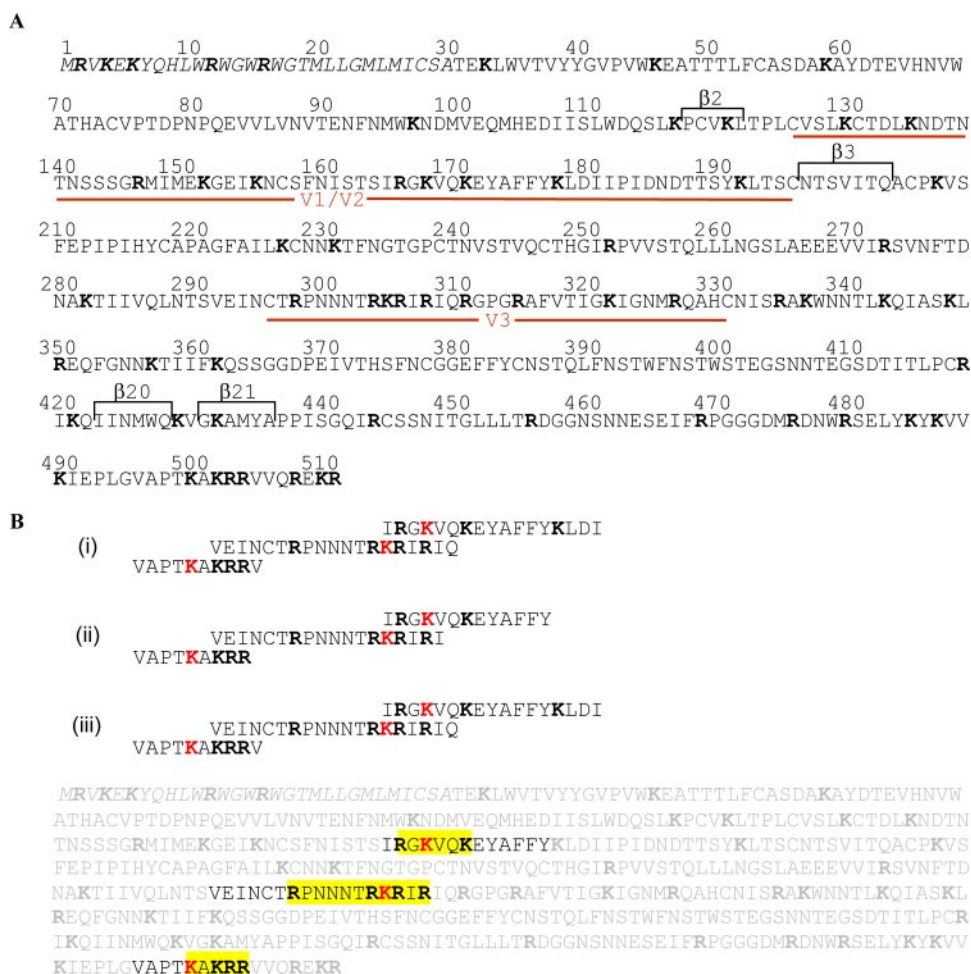 A
1 10 20 30 40 50 60
MRVKEKYQHLWRWGWRWGTMLLGMLMICSATEKLWVTVYYGVPVWKEATTTLFCASDAKAYDTEVHNVW
70 80 90 100 110 β2 130
ATHACVPTDPNPQEVVLVNVTENFNMWKNDMVEQMHEDIISLWDQSLKPCVKLTPLCVSLKCTDLKNDTN
140 150 160 170 180 190 β3
TNSSSGRMIMEKGEIKNCSFNISTSIRGKVQKEYAFFYKLDIIPIDNDTTSYKLTSCNTSVITQACPKVS
V1/V2
210 220 230 240 250 260 270
FEPIPIHYCAPAGFAILKCNNKTFNGTGPCTNVSTVQCTHGIRPVVSTQLLLNGSLAEEEVVIRSVNFTD
280 290 300 310 320 330 340
NAKTIIVQLNTSVEINCTRPNNNTRKRIRIQRGPGRAFVTIGKIGNMRQAHCNISRAKWNNTLKQIASKL
V3
350 360 370 380 390 400 410
REQFGNNKTIIFKQSSGGDPEIVTHSFNCGGEFFYCNSTQLFNSTWFNSTWSTEGSNNTEGSDTITLPCR
420 β20 β21 440 450 460 470 480
IKQIINMWQKVGKAMYAPPISGQIRCSSNITGLLLTRDGGNSNNESEIFRPGGGDMRDNWRSELYKYKVV
490 500 510
KIEPLGVAPTKAKRRVVQREKR
B
IRGKVQKEYAFFYKLDI
(i) VEINCTRPNNNTRKRIRIQ
VAPTKAKRRV
IRGKVQKEYAFFY
(ii) VEINCTRPNNNTRKRIRI
VAPTKAKRR
IRGKVQKEYAFFYKLDI
(iii) VEINCTRPNNNTRKRIRIQ
VAPTKAKRRV
MRVKEKYQHLWRWGWRWGTMLLGMLMICSATEKLWVTVYYGVPVWKEATTTLFCASDAKAYDTEVHNVW
ATHACVPTDPNPQEVVLVNVTENFNMWKNDMVEQMHEDIISLWDQSLKPCVKLTPLCVSLKCTDLKNDTN
TNSSSGRMIMEKGEIKNCSFNISTSIRGKVQKEYAFFYKLDIIPIDNDTTSYKLTSCNTSVITQACPKVS
FEPIPIHYCAPAGFAILKCNNKTFNGTGPCTNVSTVQCTHGIRPVVSTQLLLNGSLAEEEVVIRSVNFTD
NAKTIIVQLNTSVEINCTRPNNNTRKRIRIQRGPGRAFVTIGKIGNMRQAHCNISRAKWNNTLKQIASKL
REQFGNNKTIIFKQSSGGDPEIVTHSFNCGGEFFYCNSTQLFNSTWFNSTWSTEGSNNTEGSDTITLPCR
IKQIINMWQKVGKAMYAPPISGQIRCSSNITGLLLTRDGGNSNNESEIFRPGGGDMRDNWRSELYKYKVV
KIEPLGVAPTKAKRRVVQREKR